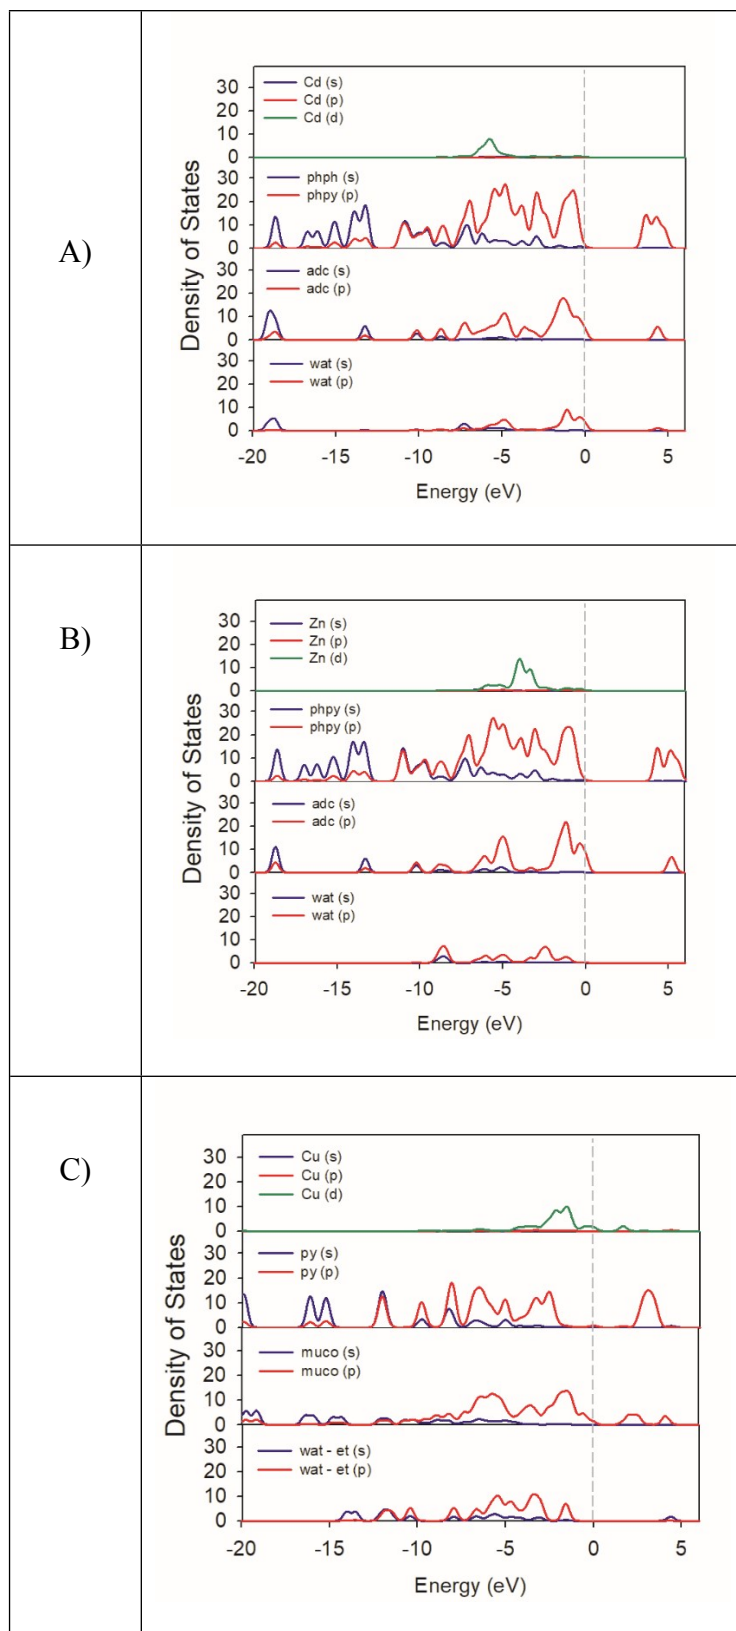 A)
Density of States
30
20
10
0
Cd (s)
Cd (p)
Cd (d)
30
20
10
0
phph (s)
phpy (p)
30
20
10
0
adc (s)
adc (p)
30
20
10
0
wat (s)
wat (p)
-20 -15 -10 -5 0 5
Energy (eV)
B)
Density of States
30
20
10
0
Zn (s)
Zn (p)
Zn (d)
30
20
10
0
phpy (s)
phpy (p)
30
20
10
0
adc (s)
adc (p)
30
20
10
0
wat (s)
wat (p)
-20 -15 -10 -5 0 5
Energy (eV)
C)
Density of States
30
20
10
0
Cu (s)
Cu (p)
Cu (d)
30
20
10
0
py (s)
py (p)
30
20
10
0
muco (s)
muco (p)
30
20
10
0
wat - et (s)
wat - et (p)
-20 -15 -10 -5 0 5
Energy (eV)